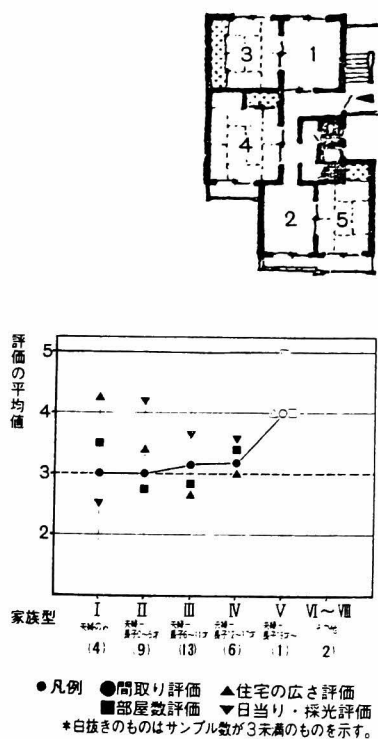 3 1
4
2 5
評価の平均値
5
4
3
2
家族型 I II III IV V VI～VIII
(4) (9) (13) (6) (1) 2)
●凡例 ●間取り評価 ▲住宅の広さ評価
■部屋数評価 ▼日当り・採光評価
*白抜きのものはサンプル数が3未満のものを示す。